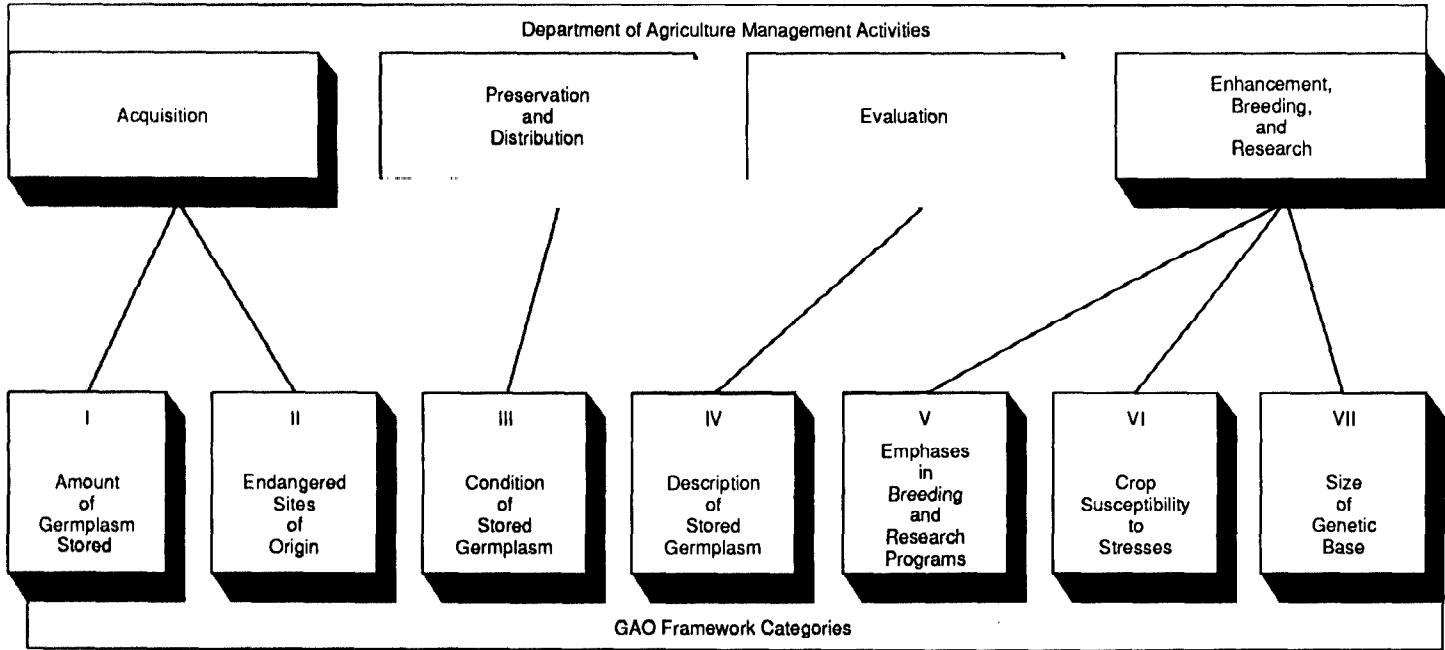 Department of Agriculture Management Activities
Acquisition
Preservation
and
Distribution
Evaluation
Enhancement,
Breeding,
and
Research
I
Amount
of
Germplasm
Stored
II
Endangered
Sites
of
Origin
III
Condition
of
Stored
Germplasm
IV
Description
of
Stored
Germplasm
V
Emphases
in
Breeding
and
Research
Programs
VI
Crop
Susceptibility
to
Stresses
VII
Size
of
Genetic
Base
GAO Framework Categories